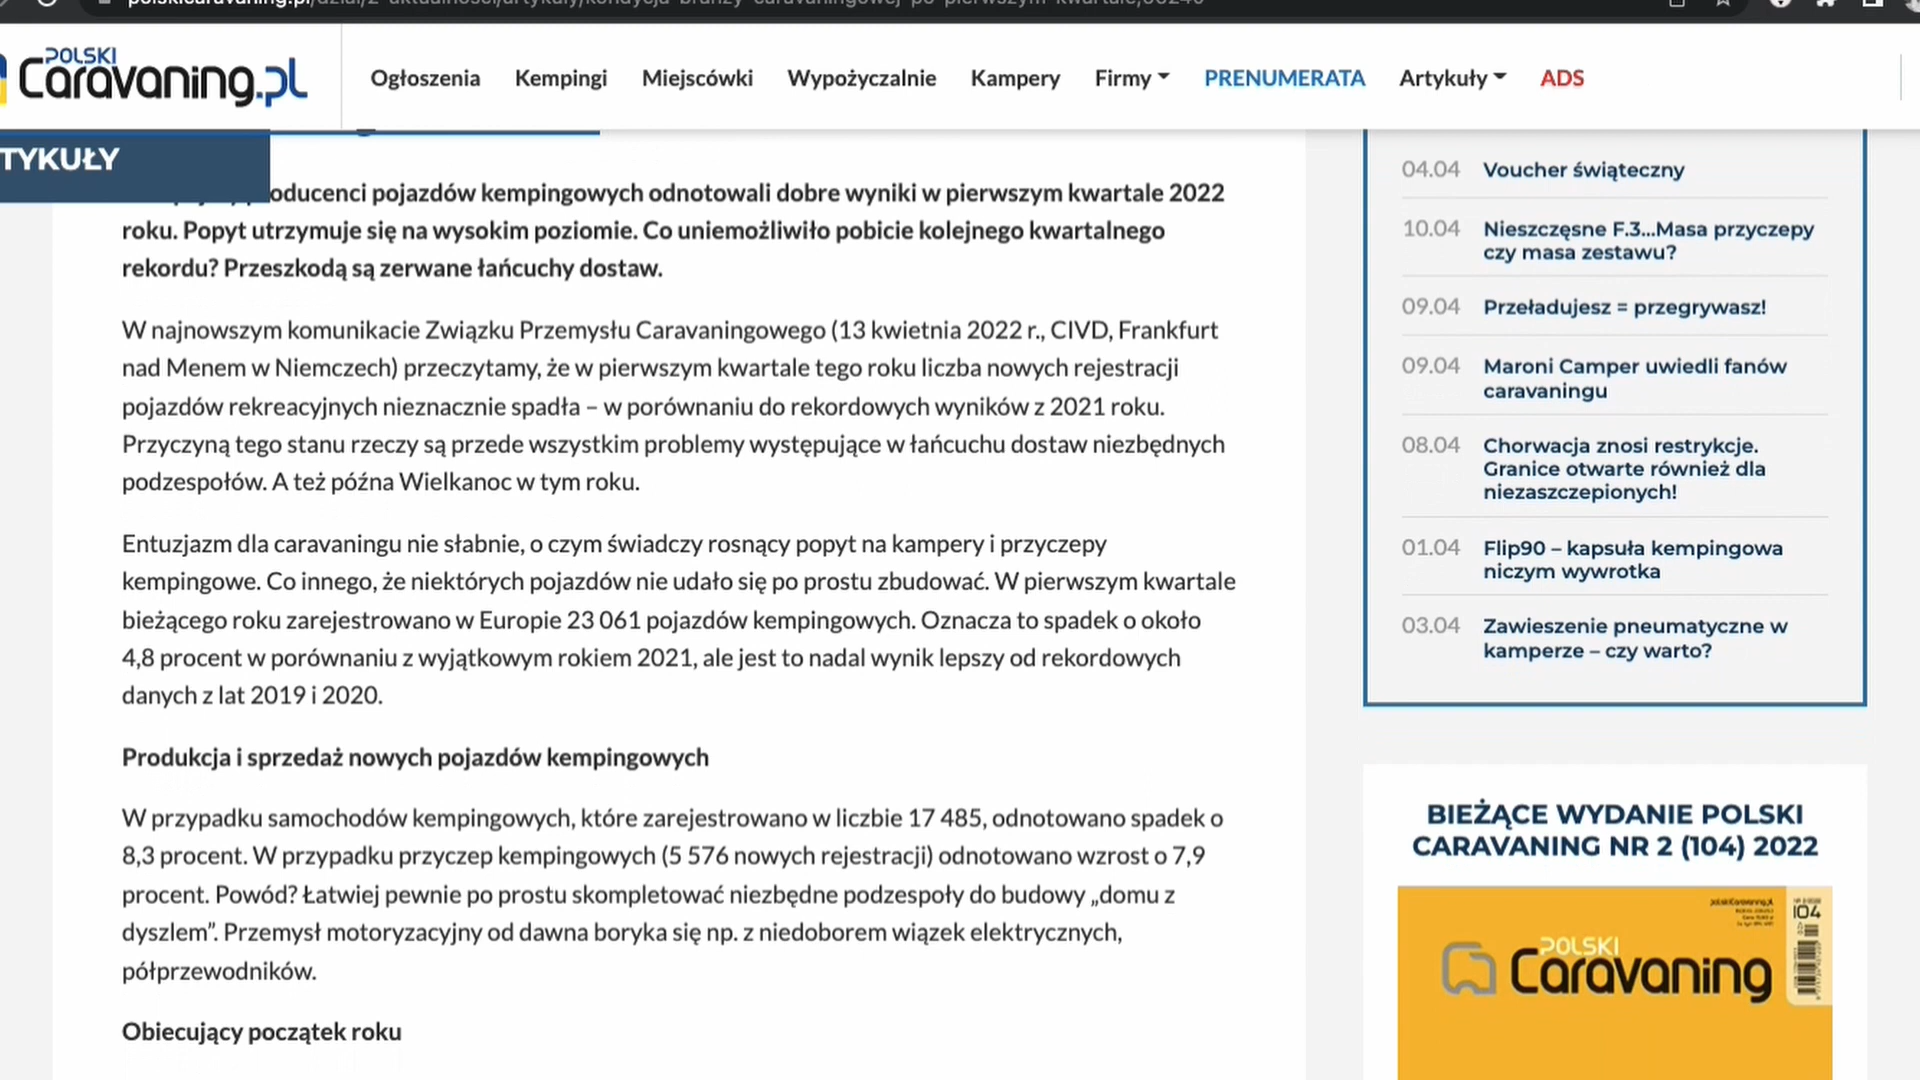 polskicaravaning.pl/dzial/2-aktualnosci/artykuly/kondycja-branzy-caravaningowej-po-pierwszym-kwartale
POLSKI
Caravaning.pl
Ogłoszenia
Kempingi
Miejscówki
Wypożyczalnie
Kampery
Firmy
PRENUMERATA
Artykuły
ADS
TYKUŁY
oducenci pojazdów kempingowych odnotowali dobre wyniki w pierwszym kwartale 2022
roku. Popyt utrzymuje się na wysokim poziomie. Co uniemożliwiło pobicie kolejnego kwartalnego
rekordu? Przeszkodą są zerwane łańcuchy dostaw.
W najnowszym komunikacie Związku Przemysłu Caravaningowego (13 kwietnia 2022 r., CIVD, Frankfurt
nad Menem w Niemczech) przeczytamy, że w pierwszym kwartale tego roku liczba nowych rejestracji
pojazdów rekreacyjnych nieznacznie spadła – w porównaniu do rekordowych wyników z 2021 roku.
Przyczyną tego stanu rzeczy są przede wszystkim problemy występujące w łańcuchu dostaw niezbędnych
podzespołów. A też późna Wielkanoc w tym roku.
Entuzjazm dla caravaningu nie słabnie, o czym świadczy rosnący popyt na kampery i przyczepy
kempingowe. Co innego, że niektórych pojazdów nie udało się po prostu zbudować. W pierwszym kwartale
bieżącego roku zarejestrowano w Europie 23 061 pojazdów kempingowych. Oznacza to spadek o około
4,8 procent w porównaniu z wyjątkowym rokiem 2021, ale jest to nadal wynik lepszy od rekordowych
danych z lat 2019 i 2020.
Produkcja i sprzedaż nowych pojazdów kempingowych
W przypadku samochodów kempingowych, które zarejestrowano w liczbie 17 485, odnotowano spadek o
8,3 procent. W przypadku przyczep kempingowych (5 576 nowych rejestracji) odnotowano wzrost o 7,9
procent. Powód? Łatwiej pewnie po prostu skompletować niezbędne podzespoły do budowy „domu z
dyszlem”. Przemysł motoryzacyjny od dawna boryka się np. z niedoborem wiązek elektrycznych,
półprzewodników.
Obiecujący początek roku
04.04 Voucher świąteczny
10.04 Nieszczęsne F.3...Masa przyczepy
czy masa zestawu?
09.04 Przeładujesz = przegrywasz!
09.04 Maroni Camper uwiedli fanów
caravaningu
08.04 Chorwacja znosi restrykcje.
Granice otwarte również dla
niezaszczepionych!
01.04 Flip90 – kapsuła kempingowa
niczym wywrotka
03.04 Zawieszenie pneumatyczne w
kamperze – czy warto?
BIEŻĄCE WYDANIE POLSKI
CARAVANING NR 2 (104) 2022
104
POLSKI
Caravaning